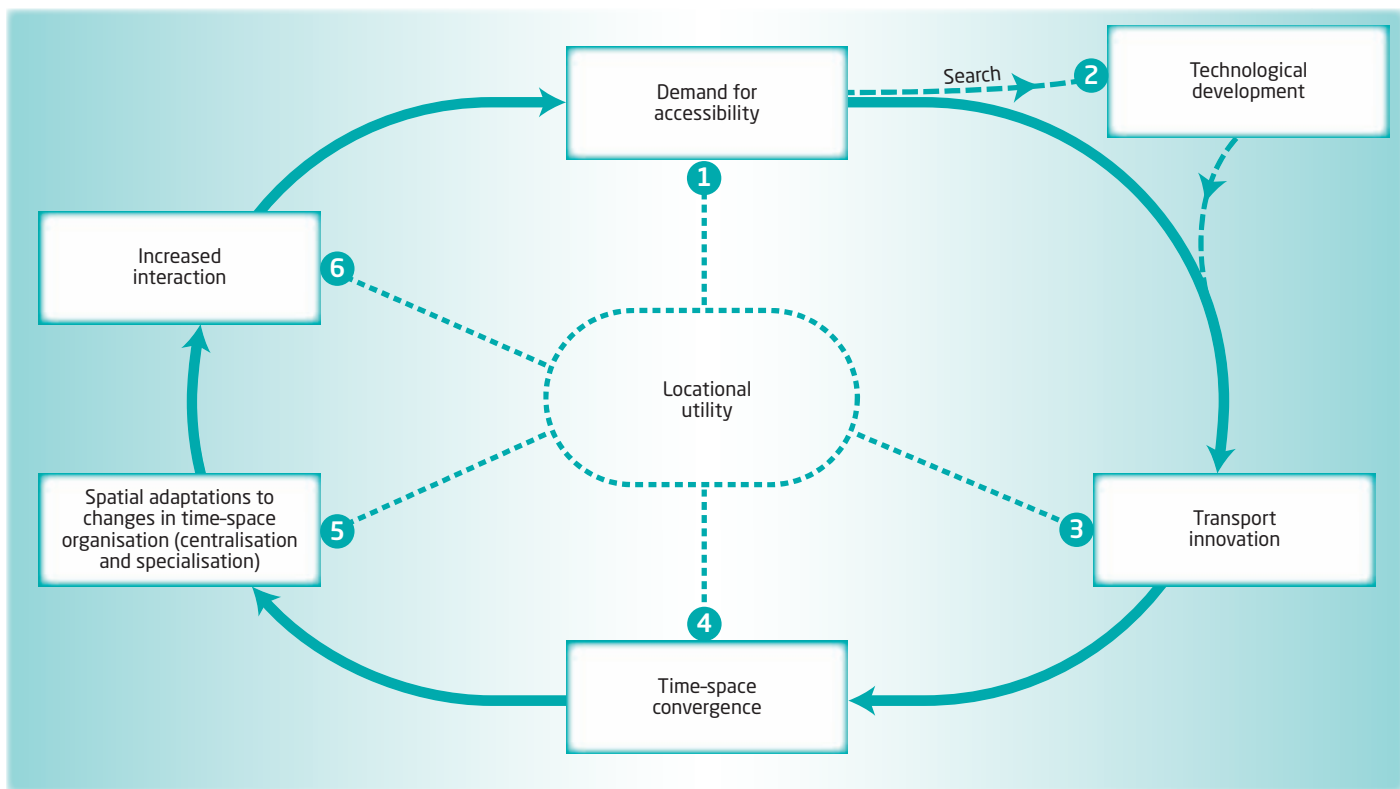 Demand for
accessibility
1
Search
2
Technological
development
3
Transport
innovation
4
Time-space
convergence
5
Spatial adaptations to
changes in time-space
organisation (centralisation
and specialisation)
6
Increased
interaction
Locational
utility